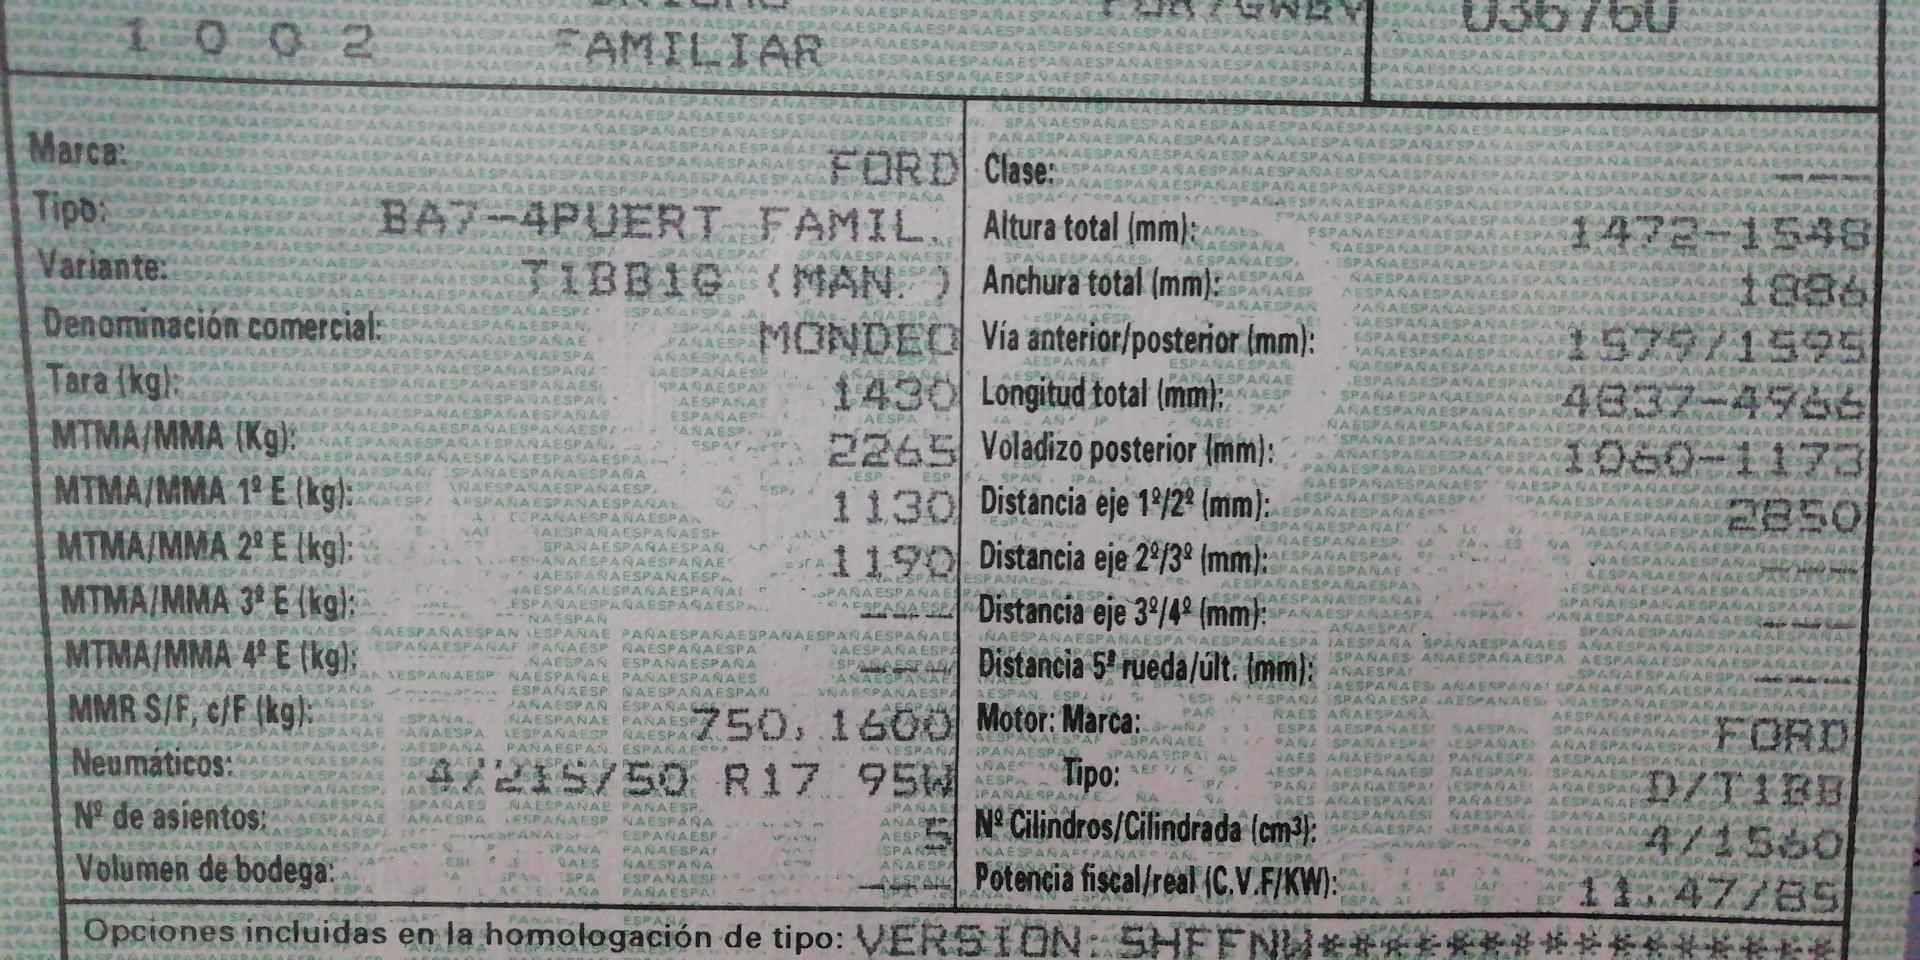 036760
1 0 0 2 FAMILIAR
Marca: FORD
Tipo: BA7-4PUERT FAMIL.
Variante: T1BB1G (MAN. )
Denominación comercial: MONDEO
Tara (kg): 1430
MTMA/MMA (Kg): 2265
MTMA/MMA 1º E (kg): 1130
MTMA/MMA 2º E (kg): 1190
MTMA/MMA 3º E (kg): ---
MTMA/MMA 4º E (kg): ---
MMR S/F, c/F (kg): 750, 1600
Neumáticos: 4/215/50 R17 95W
Nº de asientos: 5
Volumen de bodega: ---
Clase: ---
Altura total (mm): 1472-1548
Anchura total (mm): 1886
Vía anterior/posterior (mm): 1579/1595
Longitud total (mm): 4837-4966
Voladizo posterior (mm): 1060-1173
Distancia eje 1º/2º (mm): 2850
Distancia eje 2º/3º (mm): ---
Distancia eje 3º/4º (mm): ---
Distancia 5ª rueda/últ. (mm): ---
Motor: Marca: FORD
Tipo: D/T1BB
Nº Cilindros/Cilindrada (cm³): 4/1560
Potencia fiscal/real (C.V.F/KW): 11,47/85
Opciones incluidas en la homologación de tipo: VERSION: 5HFFNW******************